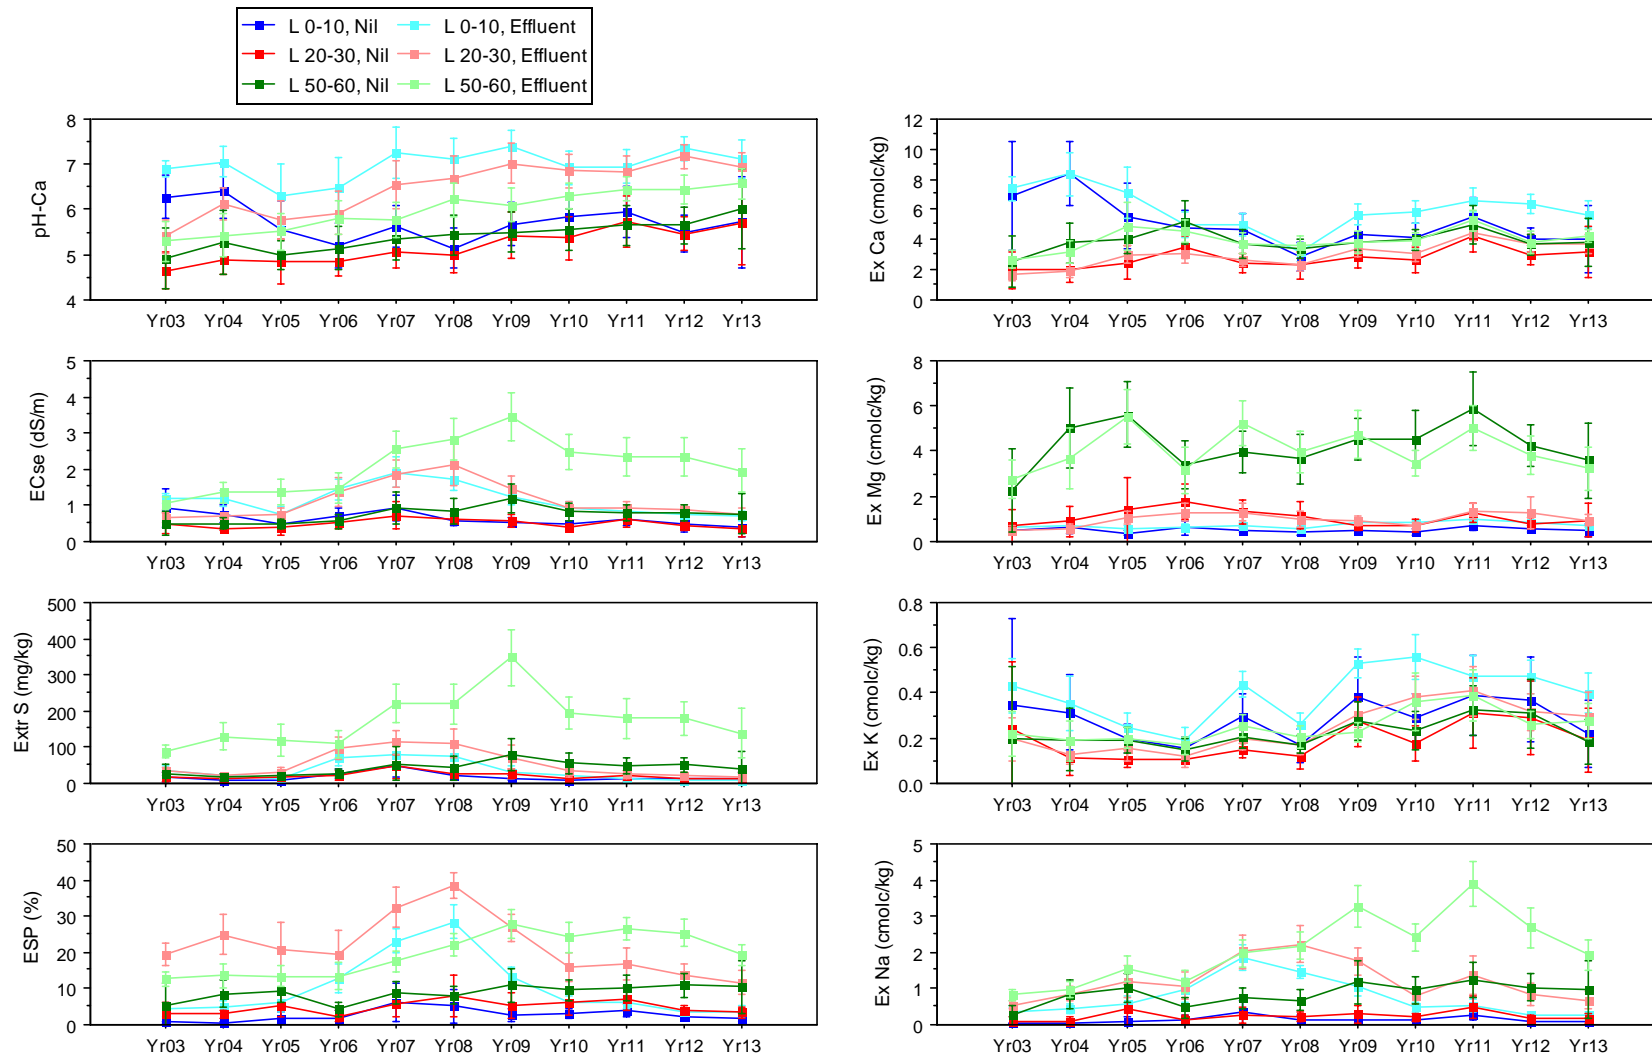 L 0-10, Nil L 0-10, Effluent
L 20-30, Nil L 20-30, Effluent
L 50-60, Nil L 50-60, Effluent
pH-Ca
8
7
6
5
4
Yr03 Yr04 Yr05 Yr06 Yr07 Yr08 Yr09 Yr10 Yr11 Yr12 Yr13
Ex Ca (cmolc/kg)
12
10
8
6
4
2
0
Yr03 Yr04 Yr05 Yr06 Yr07 Yr08 Yr09 Yr10 Yr11 Yr12 Yr13
ECse (dS/m)
5
4
3
2
1
0
Yr03 Yr04 Yr05 Yr06 Yr07 Yr08 Yr09 Yr10 Yr11 Yr12 Yr13
Ex Mg (cmolc/kg)
8
6
4
2
0
Yr03 Yr04 Yr05 Yr06 Yr07 Yr08 Yr09 Yr10 Yr11 Yr12 Yr13
Extr S (mg/kg)
500
400
300
200
100
0
Yr03 Yr04 Yr05 Yr06 Yr07 Yr08 Yr09 Yr10 Yr11 Yr12 Yr13
Ex K (cmolc/kg)
0.8
0.6
0.4
0.2
0.0
Yr03 Yr04 Yr05 Yr06 Yr07 Yr08 Yr09 Yr10 Yr11 Yr12 Yr13
ESP (%)
50
40
30
20
10
0
Yr03 Yr04 Yr05 Yr06 Yr07 Yr08 Yr09 Yr10 Yr11 Yr12 Yr13
Ex Na (cmolc/kg)
5
4
3
2
1
0
Yr03 Yr04 Yr05 Yr06 Yr07 Yr08 Yr09 Yr10 Yr11 Yr12 Yr13